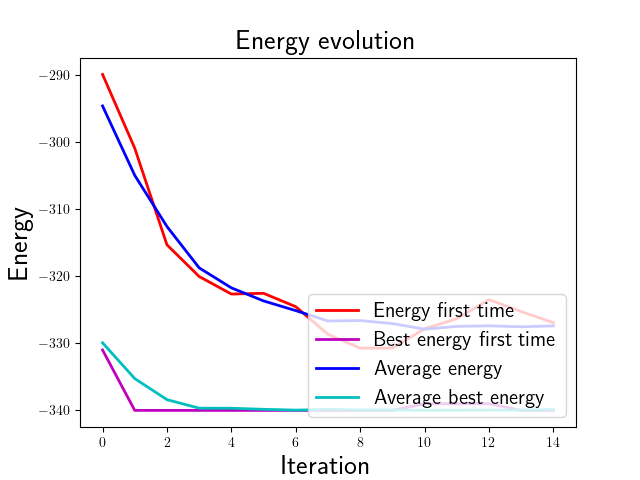 Energy evolution
Energy
−290
−300
−310
−320
−330
−340
Energy first time
Best energy first time
Average energy
Average best energy
0 2 4 6 8 10 12 14
Iteration